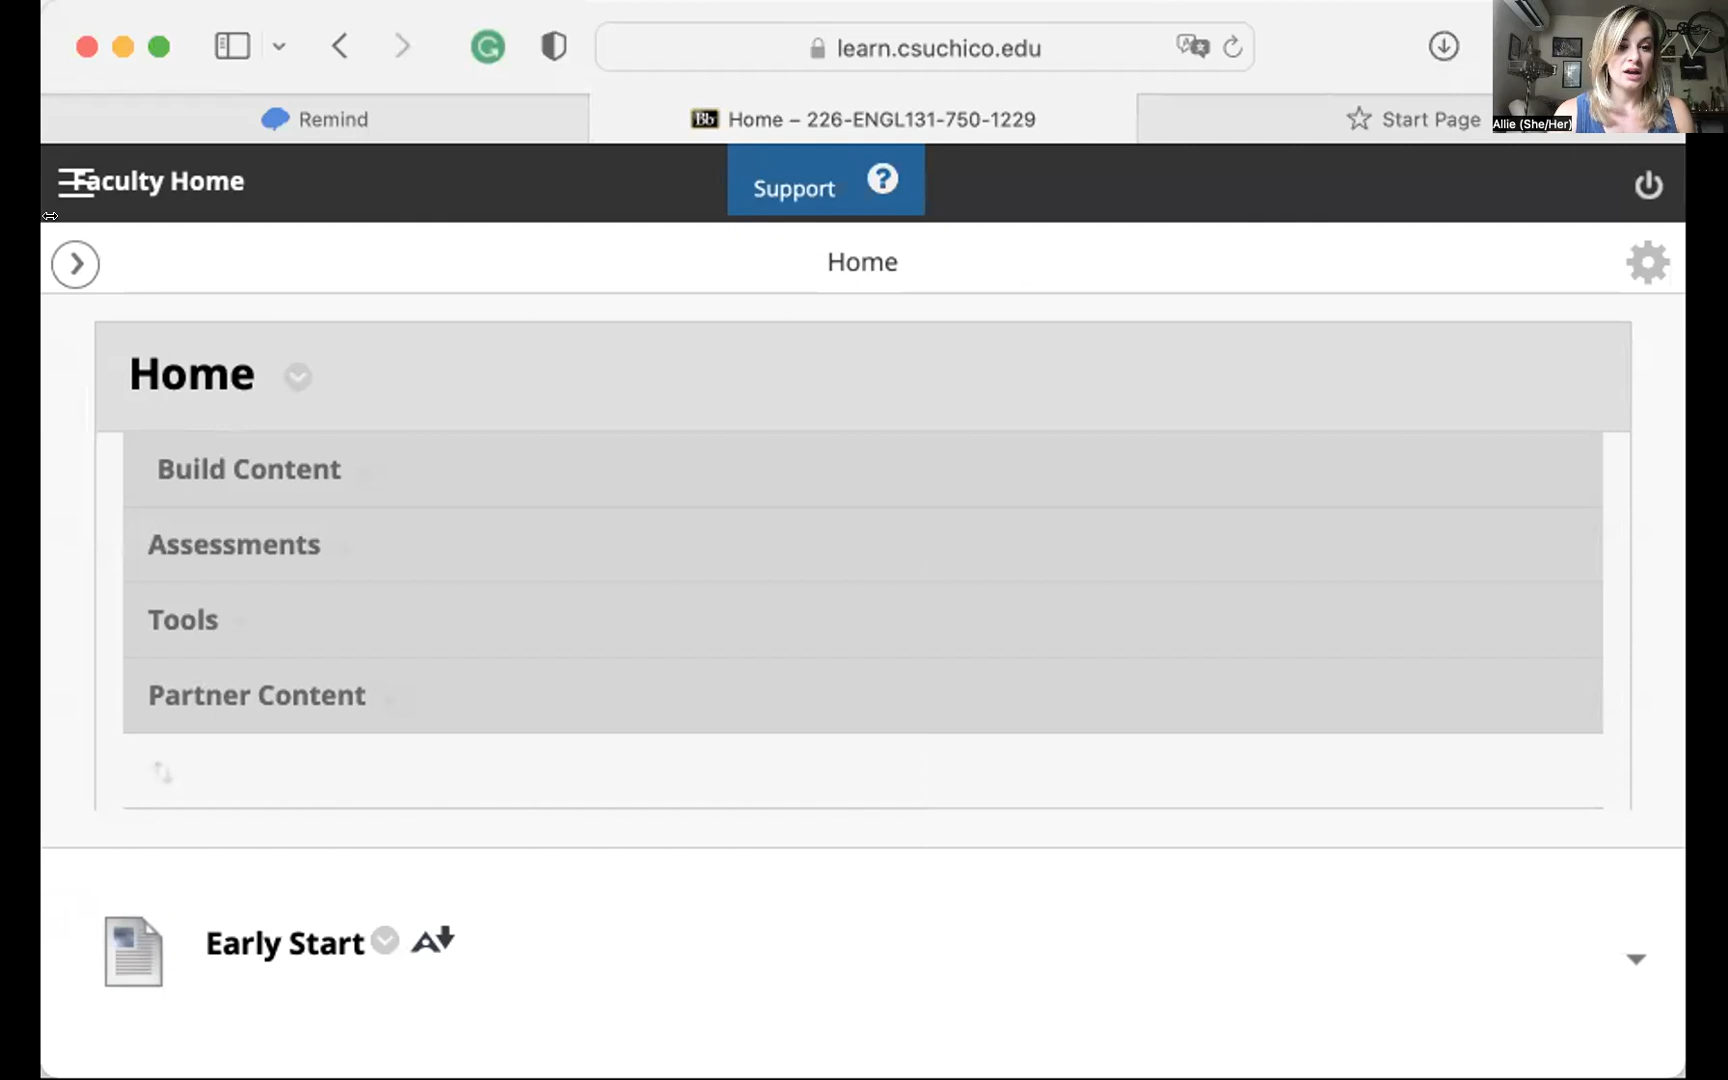 learn.csuchico.edu
Remind
Bb Home – 226-ENGL131-750-1229
Start Page
Allie (She/Her)
Faculty Home
Support ?
Home
Home
Build Content
Assessments
Tools
Partner Content
Early Start